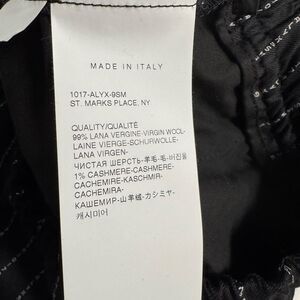 MADE IN ITALY
1017-ALYX-9SM
ST. MARKS PLACE, NY
QUALITY/QUALITÉ
99% LANA VERGINE-VIRGIN WOOL-
LAINE VIERGE-SCHURWOLLE-
LANA VIRGEN-
ЧИСТАЯ ШЕРСТЬ-羊毛-毛-버진울
1% CASHMERE-CASHMERE-
CACHEMIRE-KASCHMIR-
CACHEMIRA-
КАШЕМИР-山羊绒-カシミヤ-
캐시미어